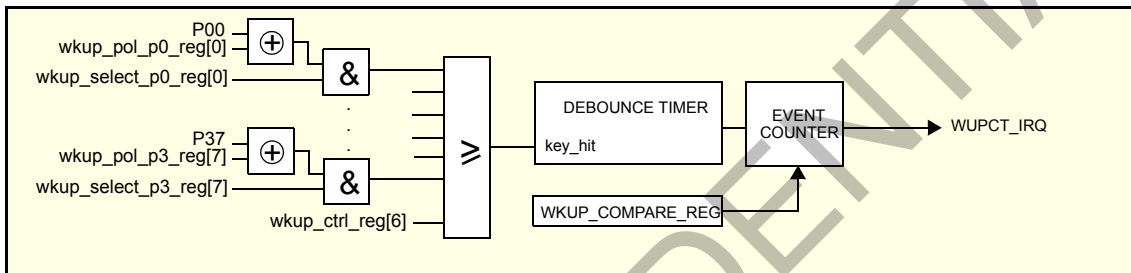 P00
wkup_pol_p0_reg[0]
wkup_select_p0_reg[0]
&
P37
wkup_pol_p3_reg[7]
wkup_select_p3_reg[7]
&
wkup_ctrl_reg[6]
≥
DEBOUNCE TIMER
key_hit
WKUP_COMPARE_REG
EVENT
COUNTER
WUPCT_IRQ
DENTIA